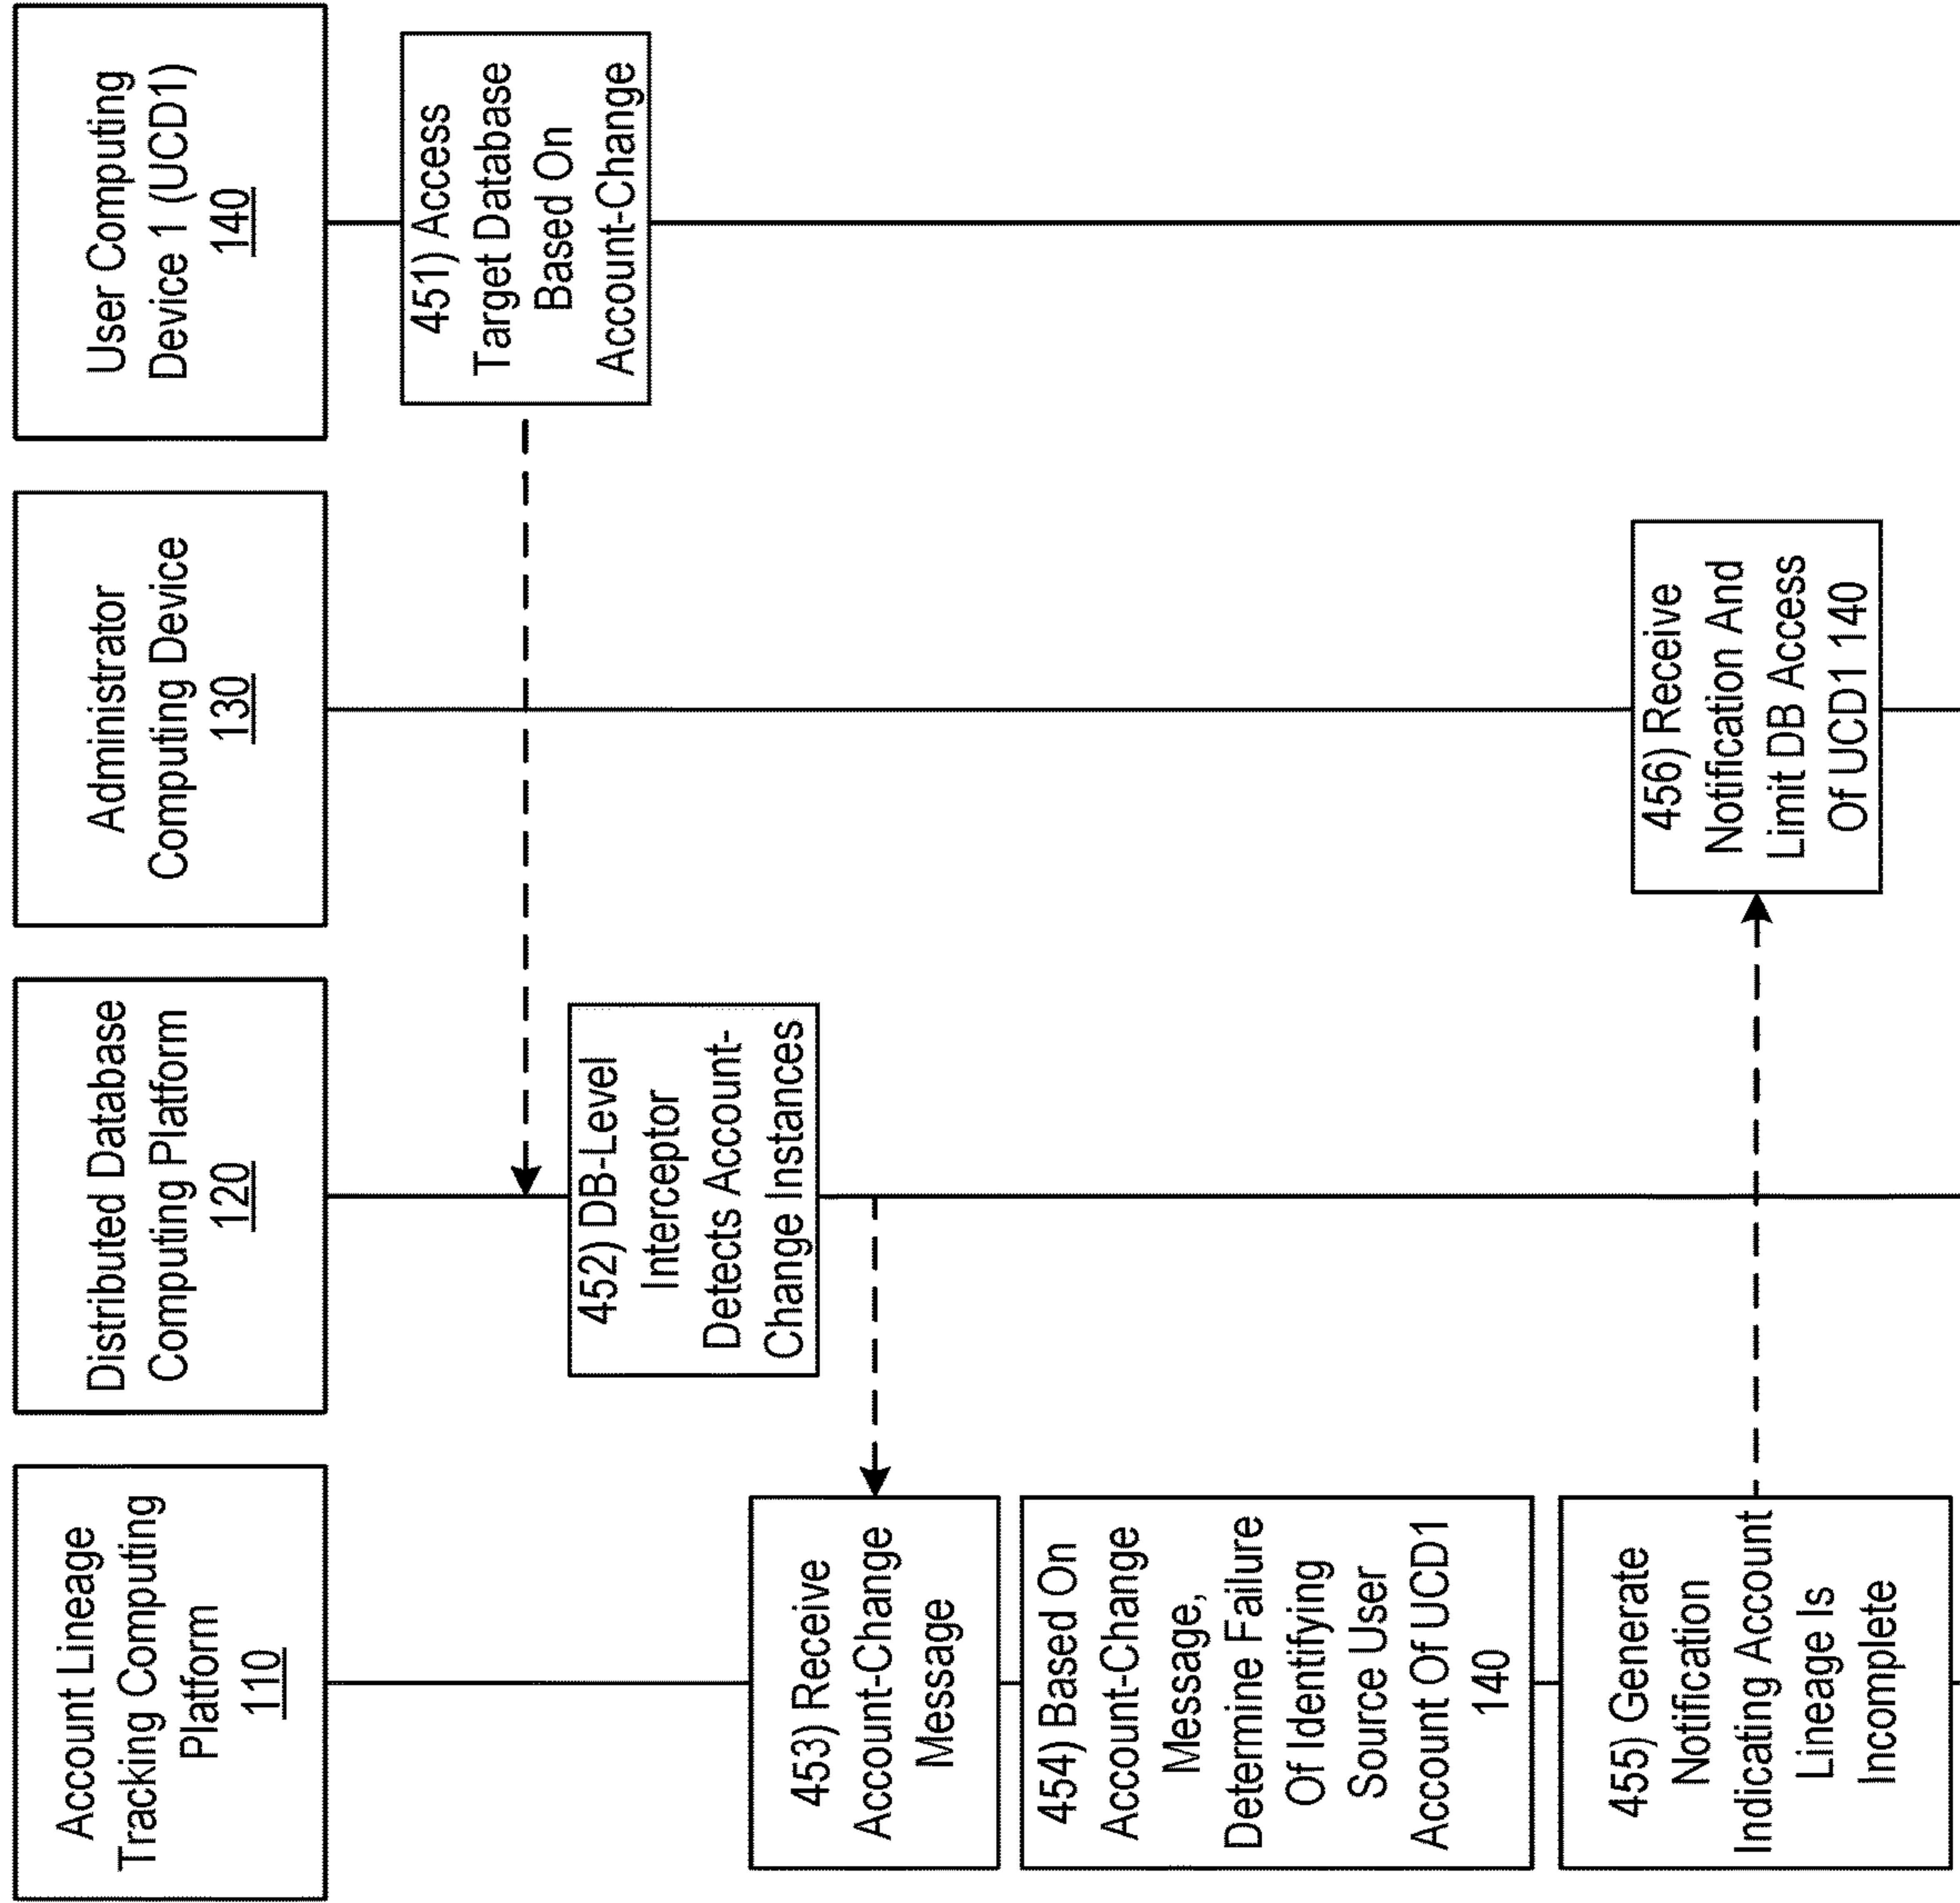 Account Lineage
Tracking Computing
Platform
110
Distributed Database
Computing Platform
120
Administrator
Computing Device
130
User Computing
Device 1 (UCD1)
140
451) Access
Target Database
Based On
Account-Change
452) DB-Level
Interceptor
Detects Account-
Change Instances
453) Receive
Account-Change
Message
454) Based On
Account-Change
Message,
Determine Failure
Of Identifying
Source User
Account Of UCD1
140
455) Generate
Notification
Indicating Account
Lineage Is
Incomplete
456) Receive
Notification And
Limit DB Access
Of UCD1 140